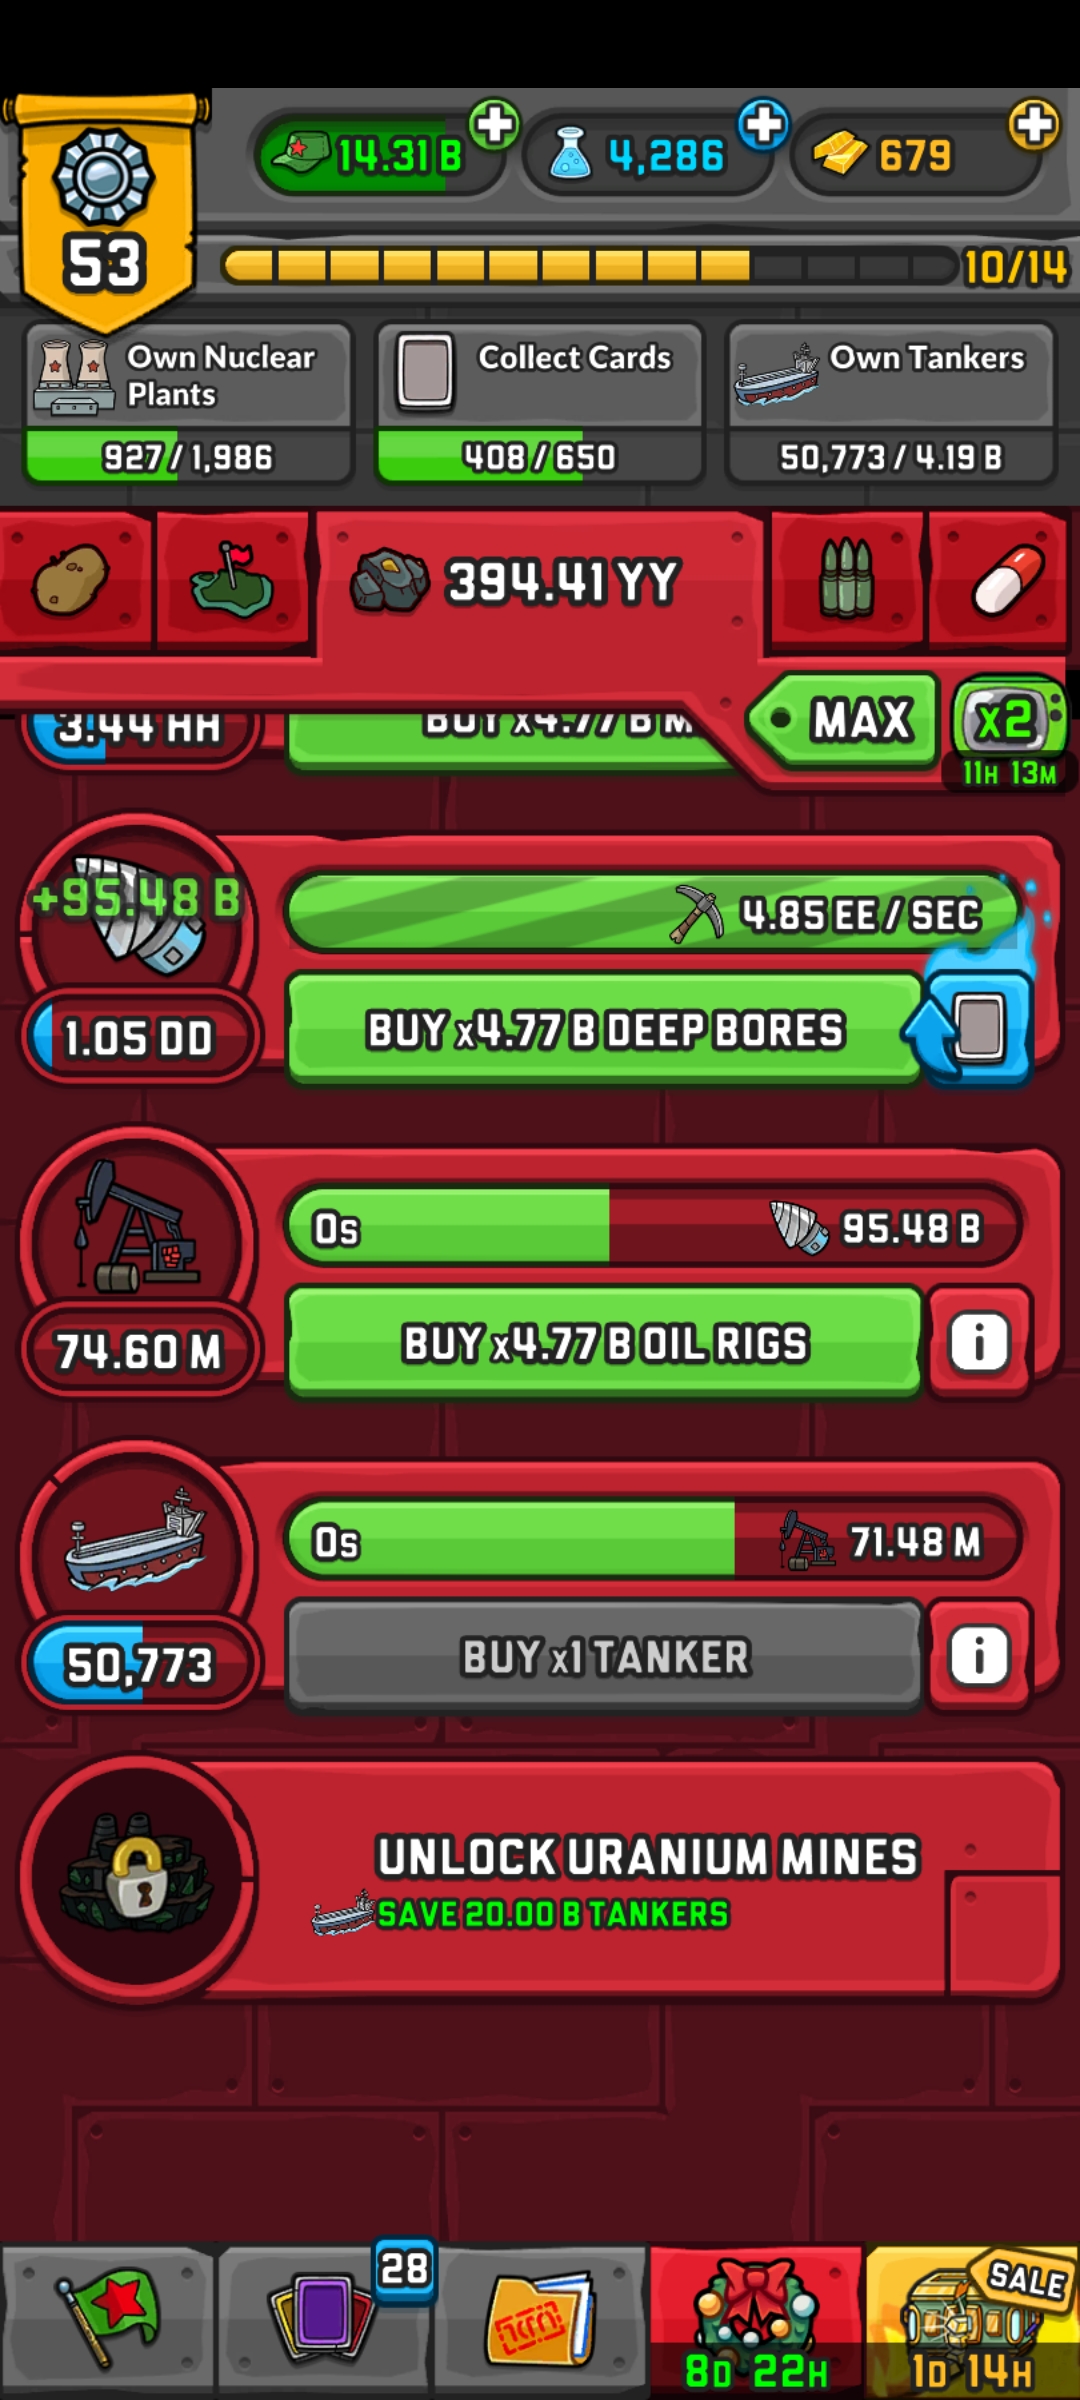 14.31 B
4,286
679
53
10/14
Own Nuclear
Plants
927/1,986
Collect Cards
408/650
Own Tankers
50,773/4.19 B
394.41 YY
MAX
x2
11H 13M
3.44 HH
BUY x4.77 B M
+95.48 B
4.85 EE / SEC
1.05 DD
BUY x4.77 B DEEP BORES
0s
95.48 B
74.60 M
BUY x4.77 B OIL RIGS
0s
71.48 M
50,773
BUY x1 TANKER
UNLOCK URANIUM MINES
SAVE 20.00 B TANKERS
28
SALE
8D 22H
1D 14H